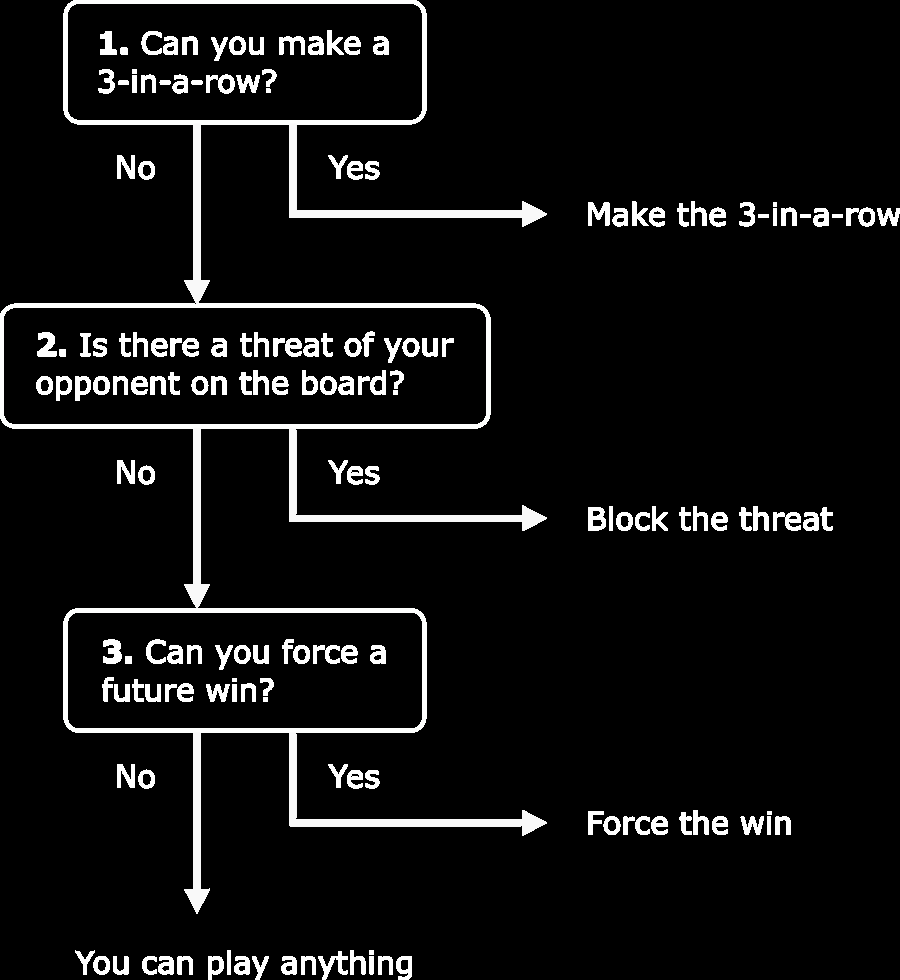 1. Can you make a
3-in-a-row?
No
Yes
Make the 3-in-a-row
2. Is there a threat of your
opponent on the board?
No
Yes
Block the threat
3. Can you force a
future win?
No
Yes
Force the win
You can play anything